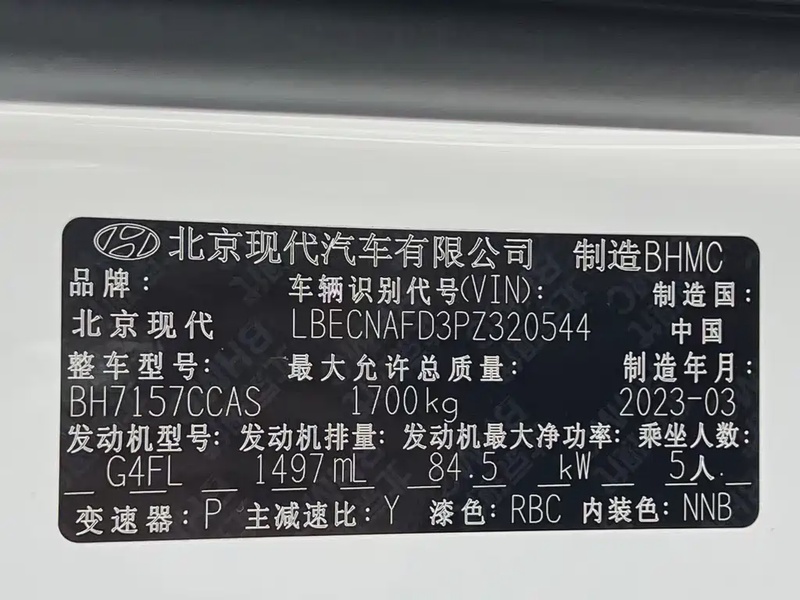 北京现代汽车有限公司 制造BHMC
品牌: 车辆识别代号(VIN): 制造国:
北京现代 LBECNAFD3PZ320544 中国
整车型号: 最大允许总质量: 制造年月:
BH7157CCAS 1700kg 2023-03
发动机型号: 发动机排量: 发动机最大净功率: 乘坐人数:
G4FL 1497mL 84.5 kW 5人
变速器: P 主减速比: Y 漆色: RBC 内装色: NNB